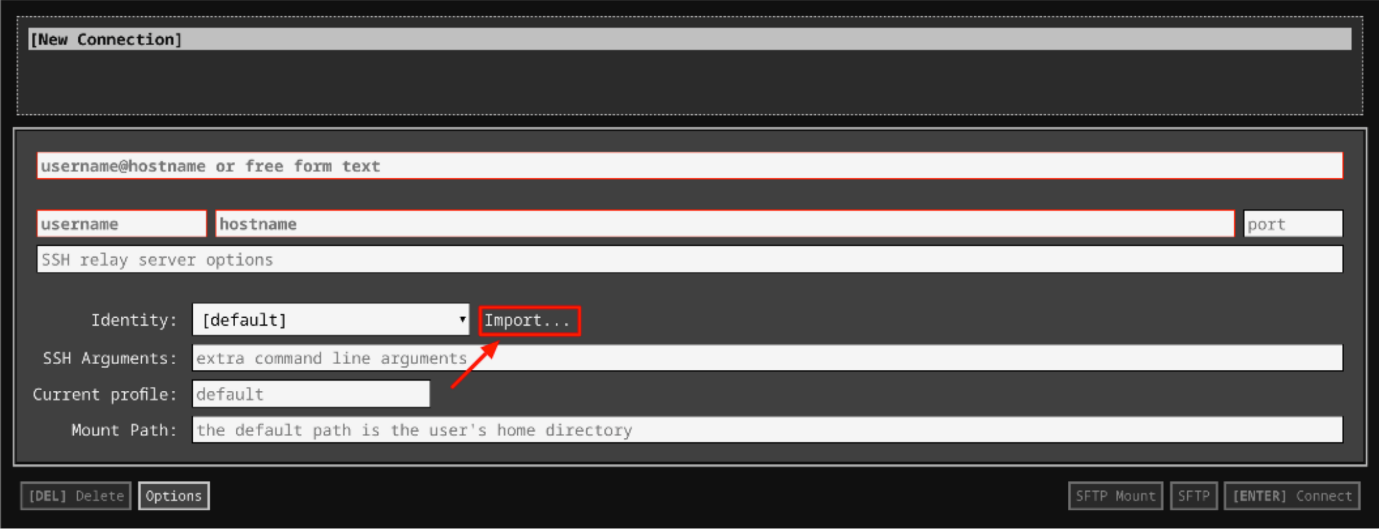 [New Connection]
username@hostname or free form text
username hostname port
SSH relay server options
Identity: [default] Import...
SSH Arguments: extra command line arguments
Current profile: default
Mount Path: the default path is the user's home directory
[DEL] Delete Options SFTP Mount SFTP [ENTER] Connect